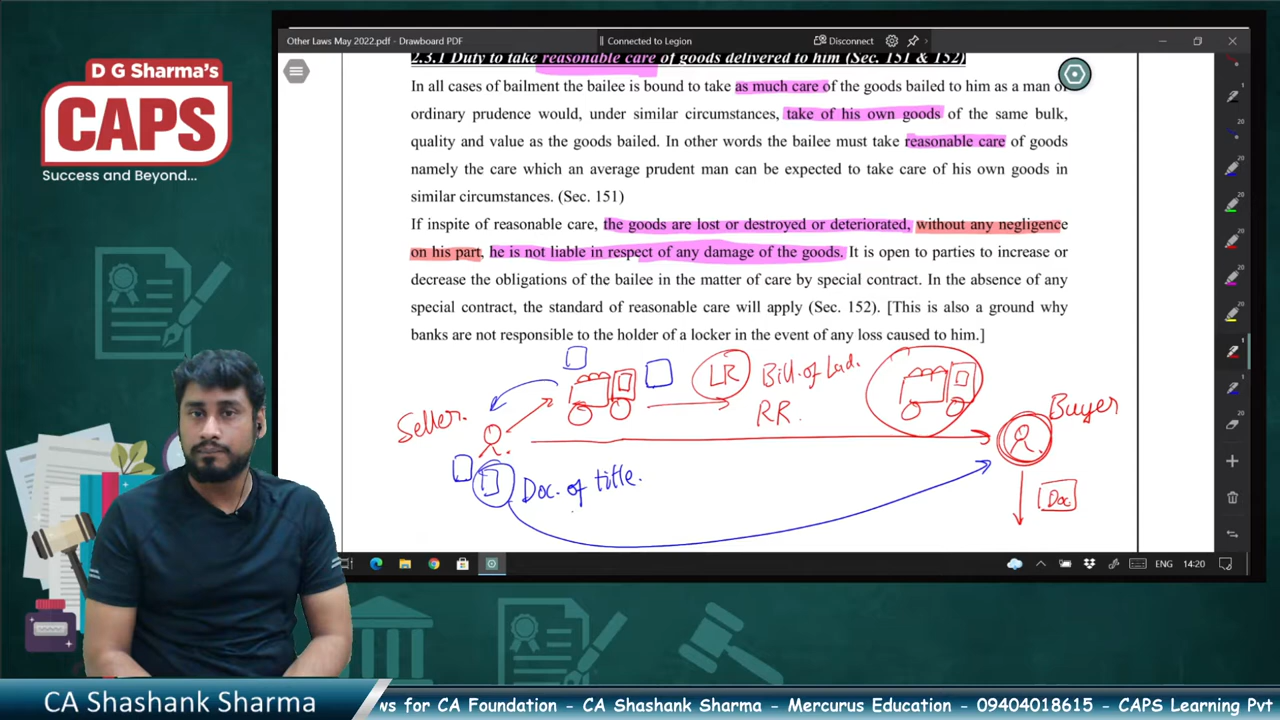 Other Laws May 2022.pdf - Drawboard PDF
Connected to Legion
Disconnect
D G Sharma's
CAPS
Success and Beyond...
2.3.1 Duty to take reasonable care of goods delivered to him (Sec. 151 & 152)
In all cases of bailment the bailee is bound to take as much care of the goods bailed to him as a man of
ordinary prudence would, under similar circumstances, take of his own goods of the same bulk,
quality and value as the goods bailed. In other words the bailee must take reasonable care of goods
namely the care which an average prudent man can be expected to take care of his own goods in
similar circumstances. (Sec. 151)
If inspite of reasonable care, the goods are lost or destroyed or deteriorated, without any negligence
on his part, he is not liable in respect of any damage of the goods. It is open to parties to increase or
decrease the obligations of the bailee in the matter of care by special contract. In the absence of any
special contract, the standard of reasonable care will apply (Sec. 152). [This is also a ground why
banks are not responsible to the holder of a locker in the event of any loss caused to him.]
LR Bill.of Lad.
RR.
Seller.
Buyer
Doc. of title.
Doc
20
20
20
20
20
20
ENG 14:20
CA Shashank Sharma
ws for CA Foundation - CA Shashank Sharma - Mercurus Education - 09404018615 - CAPS Learning Pvt